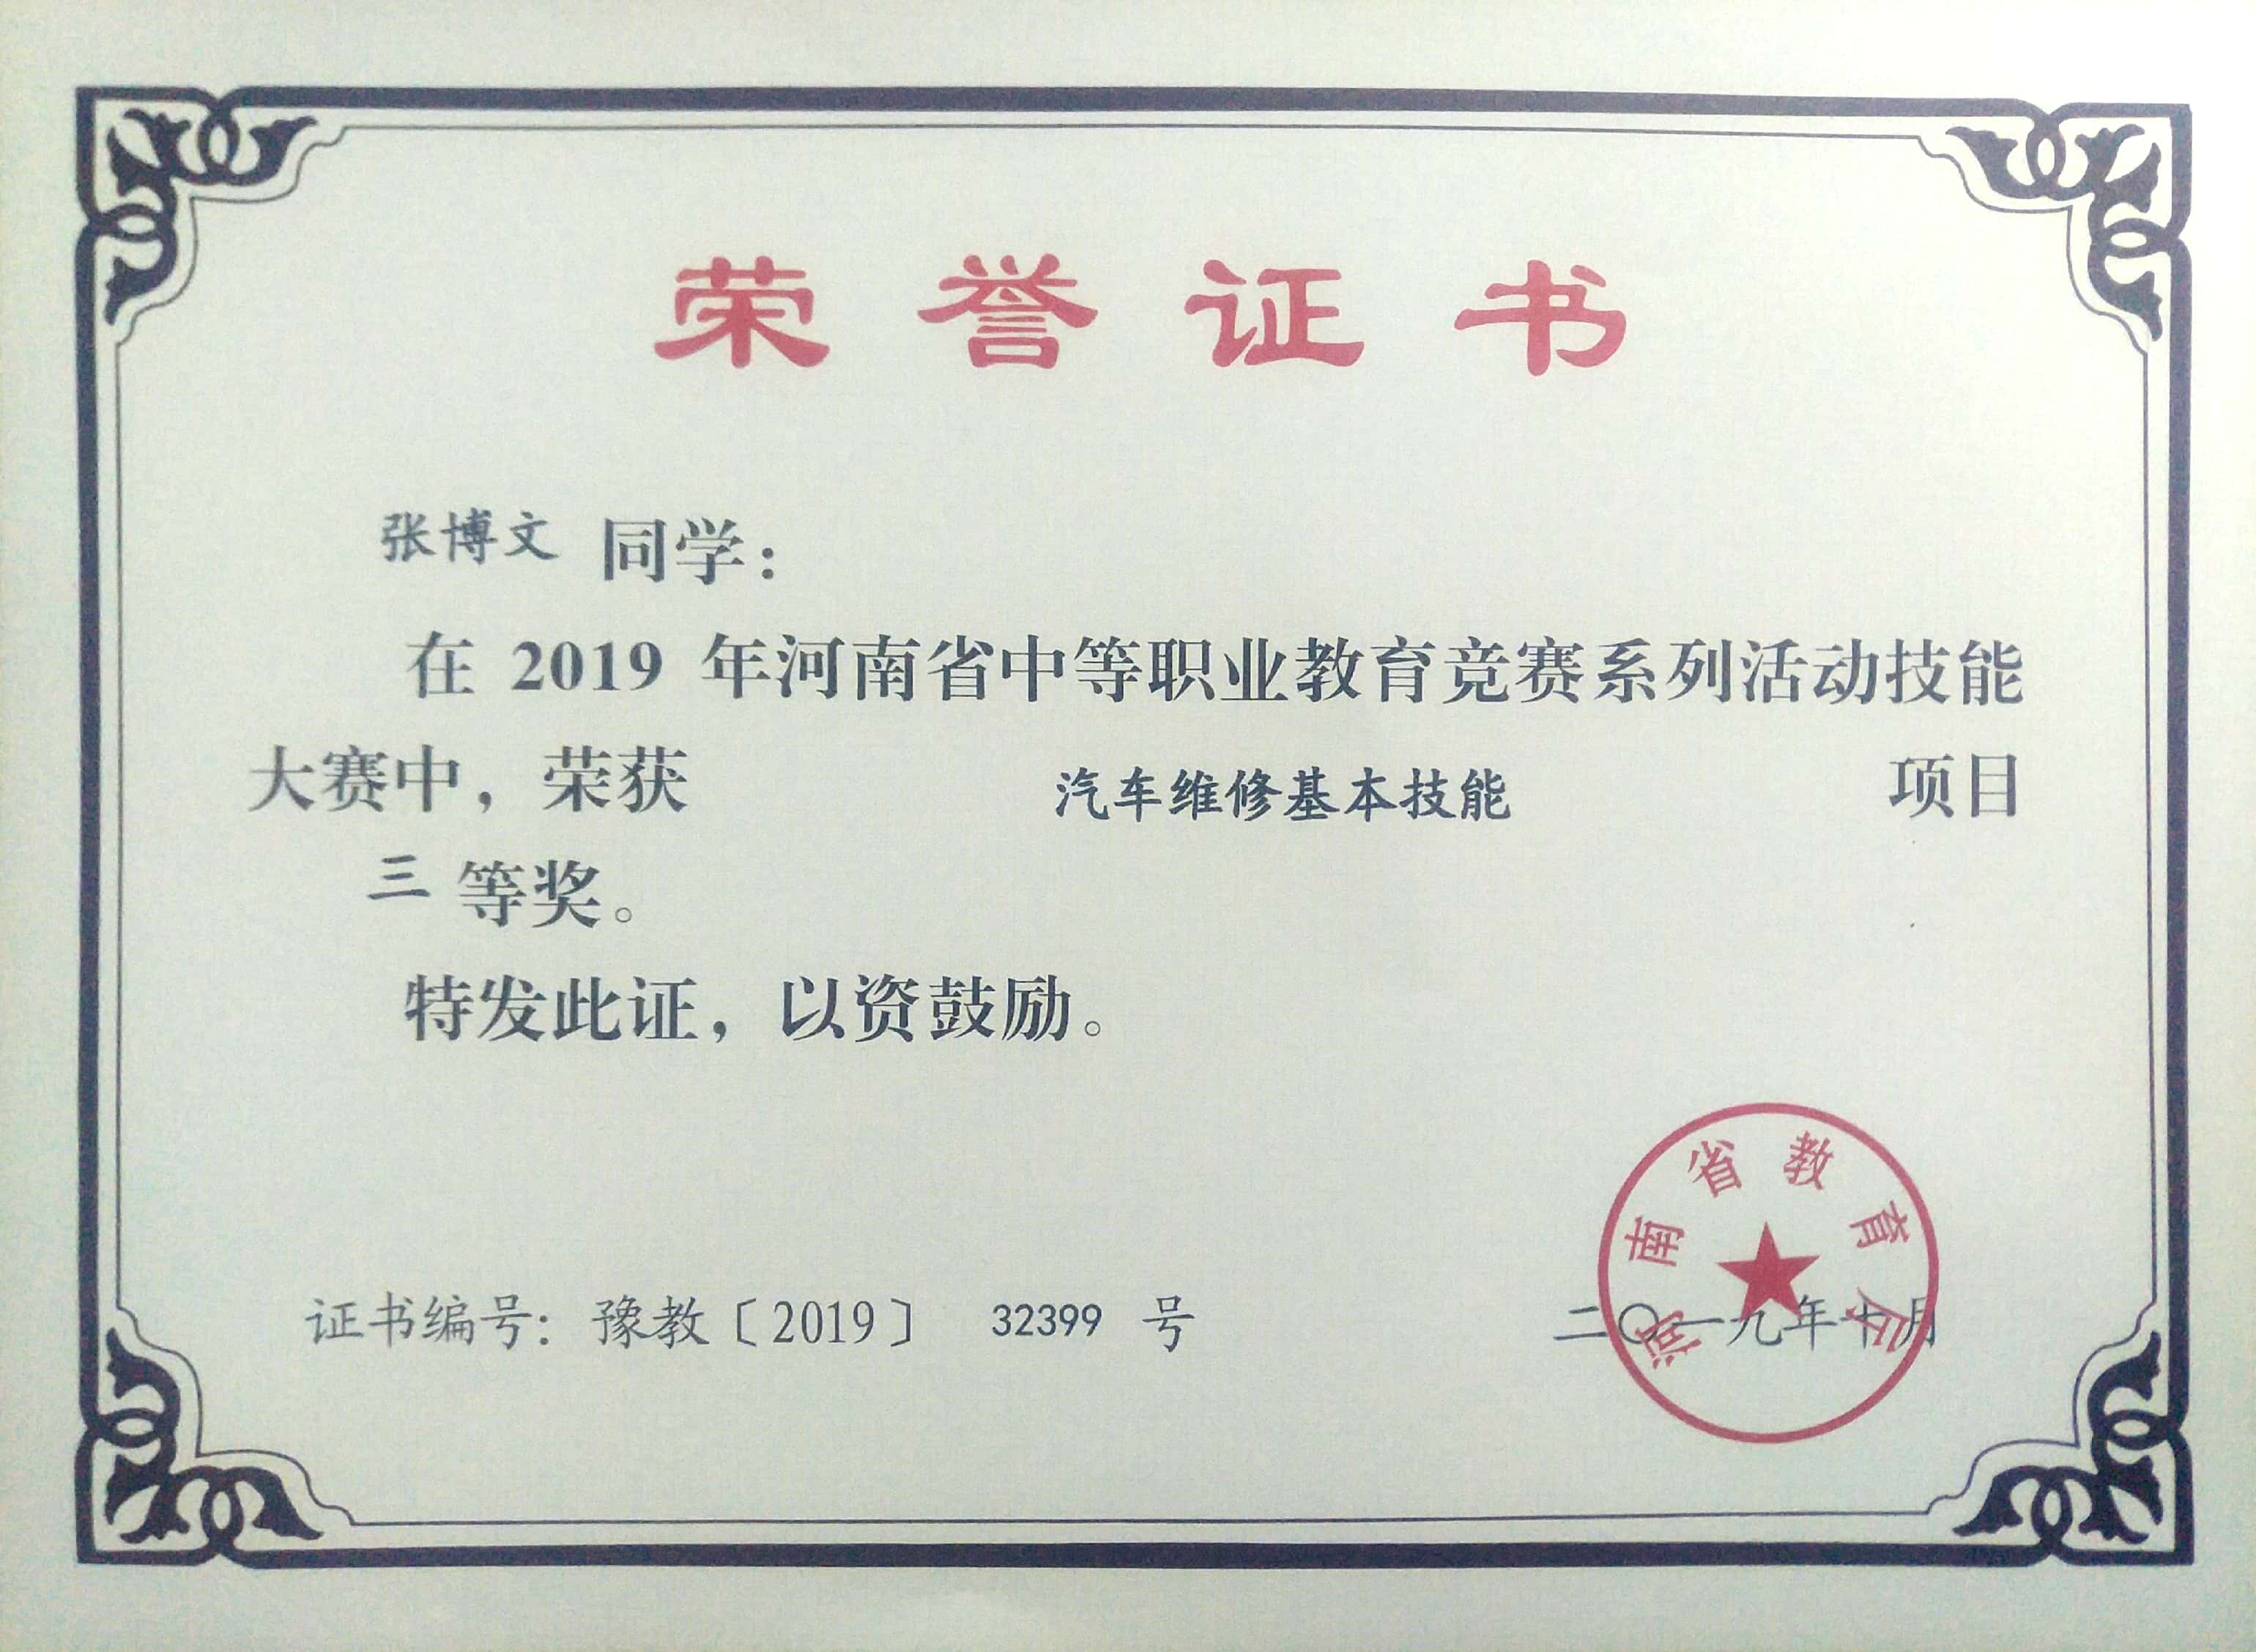 荣誉证书
张博文 同学：
在 2019 年河南省中等职业教育竞赛系列活动技能
大赛中，荣获 汽车维修基本技能 项目
三 等奖。
特发此证，以资鼓励。
河南省教育厅
证书编号：豫教〔2019〕 32399 号
二〇一九年十月